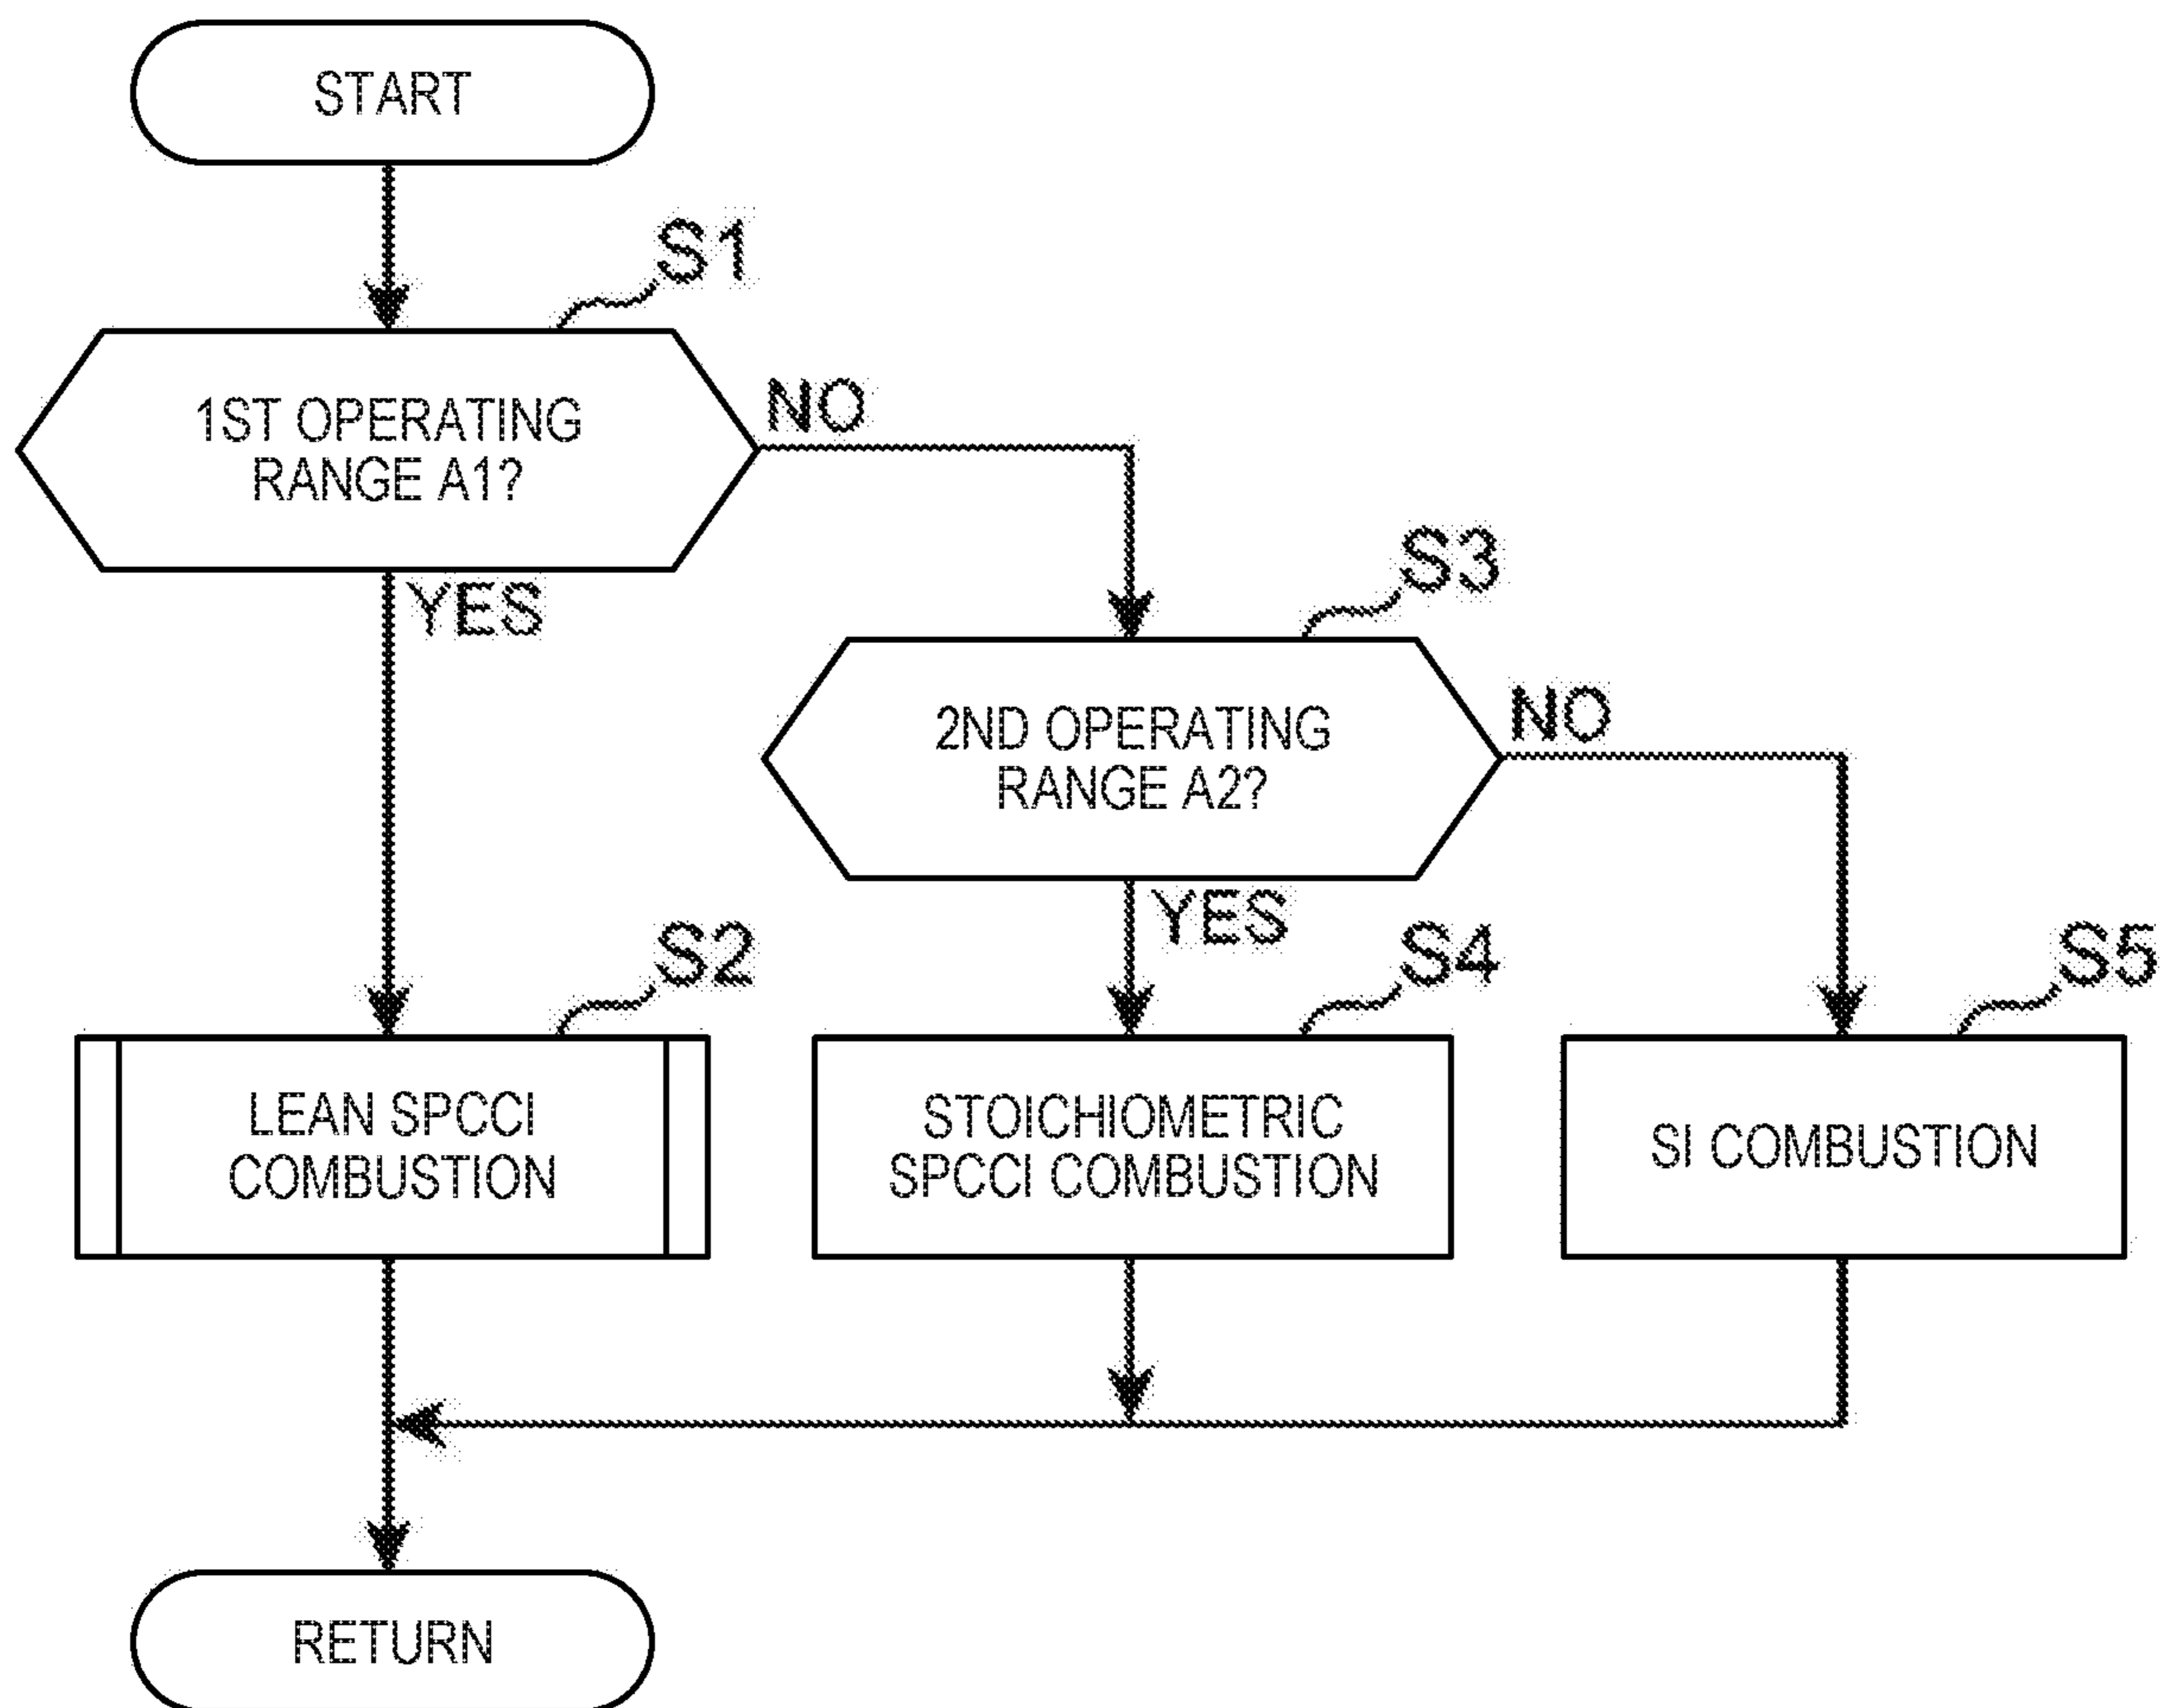 START
S1
1ST OPERATING
RANGE A1?
NO
YES
S3
2ND OPERATING
RANGE A2?
NO
YES
S2
LEAN SPCCI
COMBUSTION
S4
STOICHIOMETRIC
SPCCI COMBUSTION
S5
SI COMBUSTION
RETURN